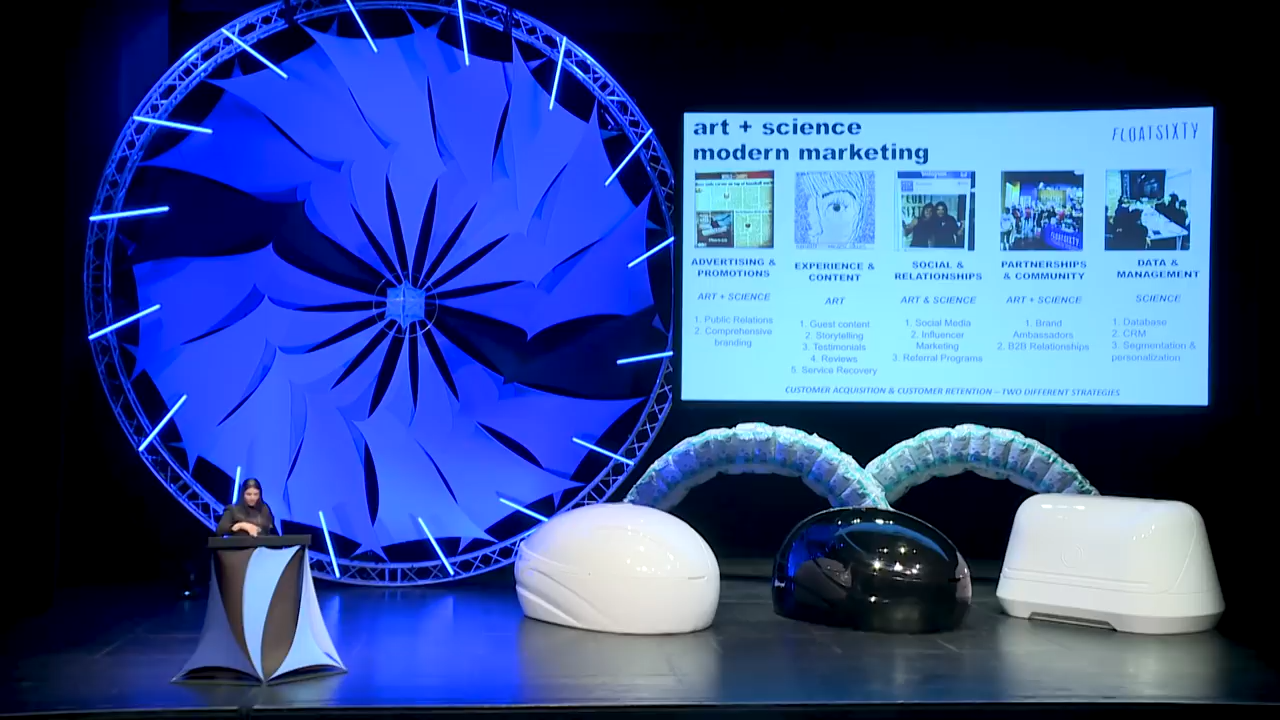 art + science
modern marketing
FLOATSIXTY
ADVERTISING &
PROMOTIONS
ART + SCIENCE
1. Public Relations
2. Comprehensive
branding
EXPERIENCE &
CONTENT
ART
1. Guest content
2. Storytelling
3. Testimonials
4. Reviews
5. Service Recovery
SOCIAL &
RELATIONSHIPS
ART & SCIENCE
1. Social Media
2. Influencer
Marketing
3. Referral Programs
PARTNERSHIPS
& COMMUNITY
ART + SCIENCE
1. Brand
Ambassadors
2. B2B Relationships
DATA &
MANAGEMENT
SCIENCE
1. Database
2. CRM
3. Segmentation &
personalization
CUSTOMER ACQUISITION & CUSTOMER RETENTION – TWO DIFFERENT STRATEGIES